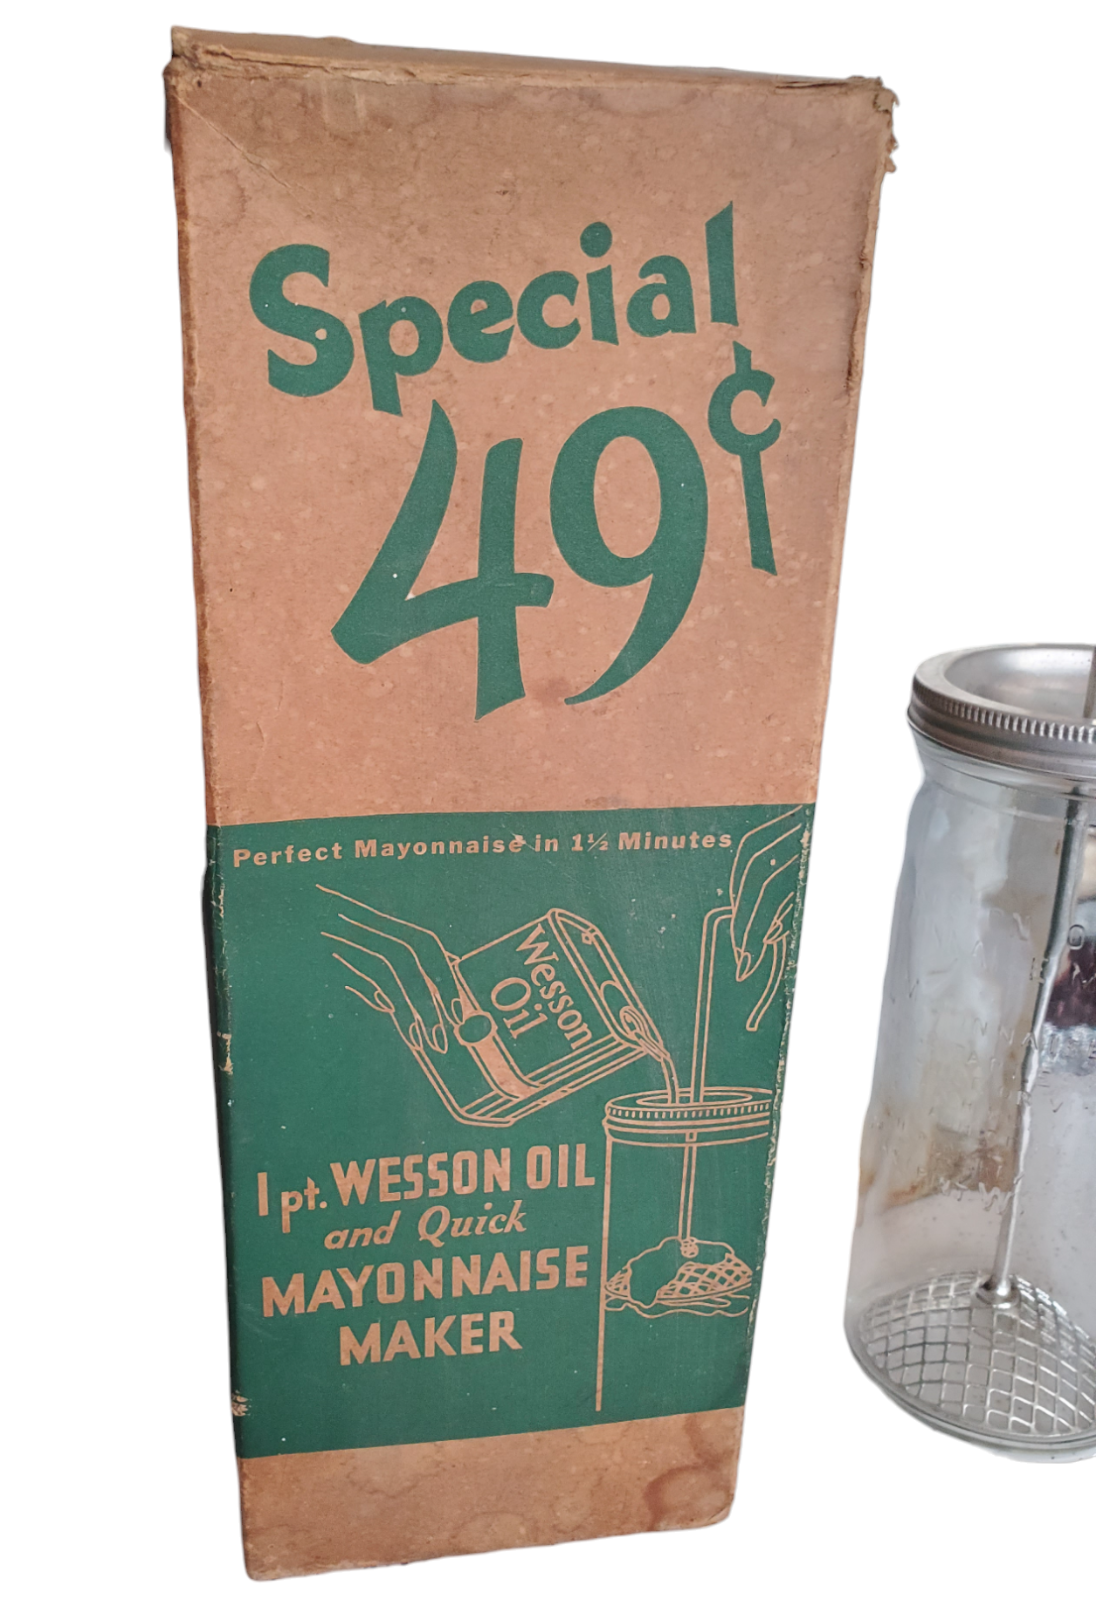 Special
49¢
Perfect Mayonnaise in 1½ Minutes
Wesson
Oil
1 pt. WESSON OIL
and Quick
MAYONNAISE
MAKER